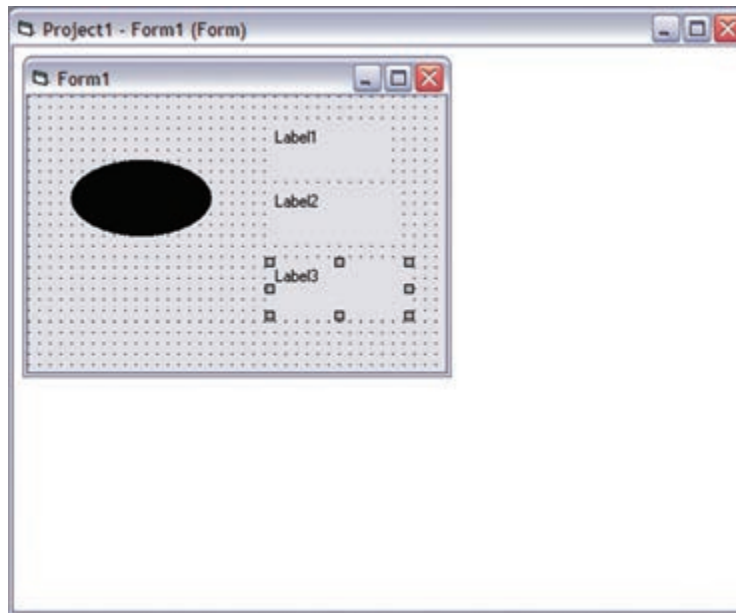 Project1 - Form1 (Form)
Form1
Label1
Label2
Label3